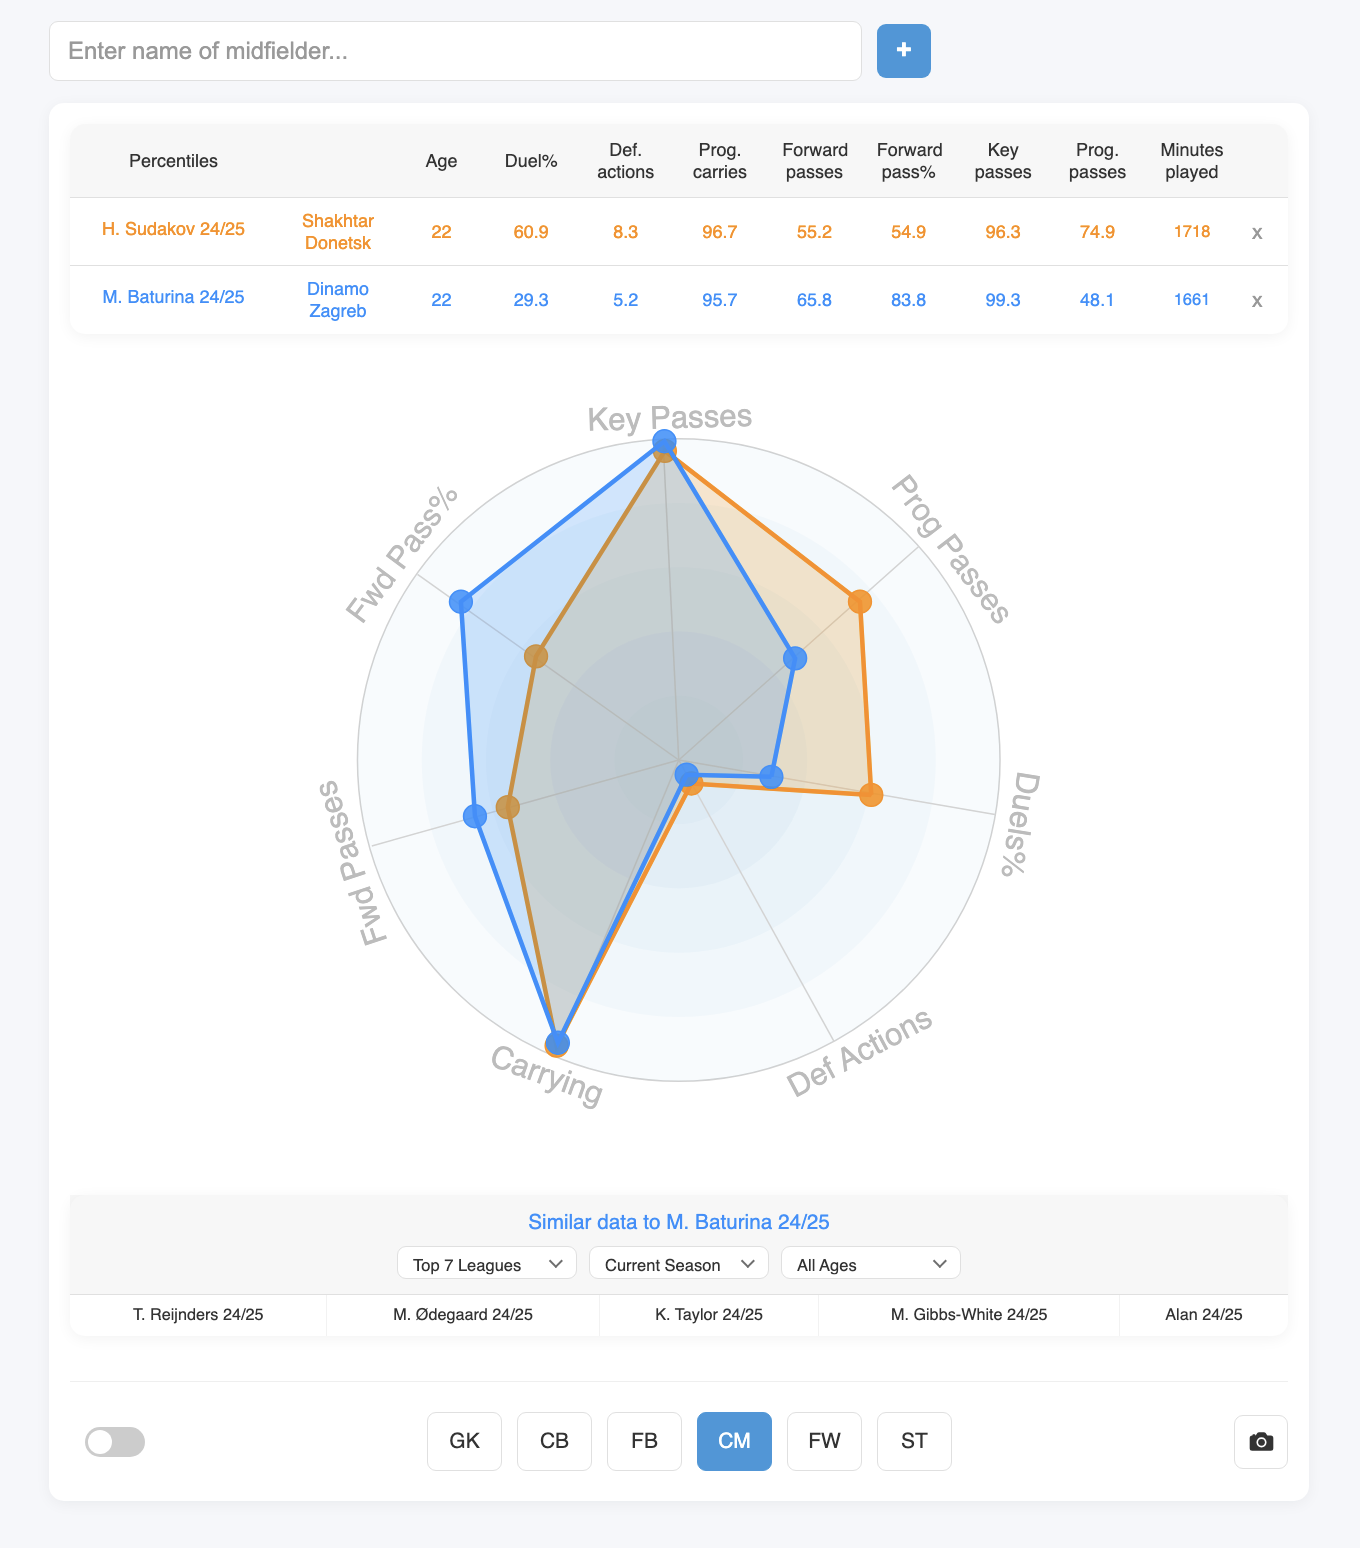 Enter name of midfielder...
+
Percentiles Age Duel% Def. actions Prog. carries Forward passes Forward pass% Key passes Prog. passes Minutes played
H. Sudakov 24/25 Shakhtar Donetsk 22 60.9 8.3 96.7 55.2 54.9 96.3 74.9 1718 x
M. Baturina 24/25 Dinamo Zagreb 22 29.3 5.2 95.7 65.8 83.8 99.3 48.1 1661 x
Key Passes
Prog Passes
Duels%
Def Actions
Carrying
Fwd Passes
Fwd Pass%
Similar data to M. Baturina 24/25
Top 7 Leagues Current Season All Ages
T. Reijnders 24/25 M. Ødegaard 24/25 K. Taylor 24/25 M. Gibbs-White 24/25 Alan 24/25
GK CB FB CM FW ST